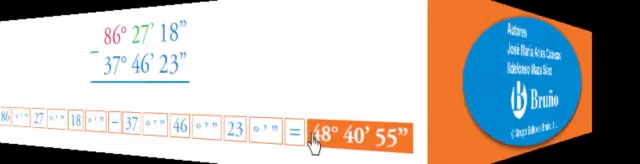 86° 27’ 18”
− 37° 46’ 23”
86 ° ’ ” 27 ° ’ ” 18 ° ’ ” − 37 ° ’ ” 46 ° ’ ” 23 ° ’ ” = 48° 40’ 55”
Autores
José María Arias Cabezas
Ildefonso Maza Sáez
Bruño
© Grupo Editorial Bruño, S. L.